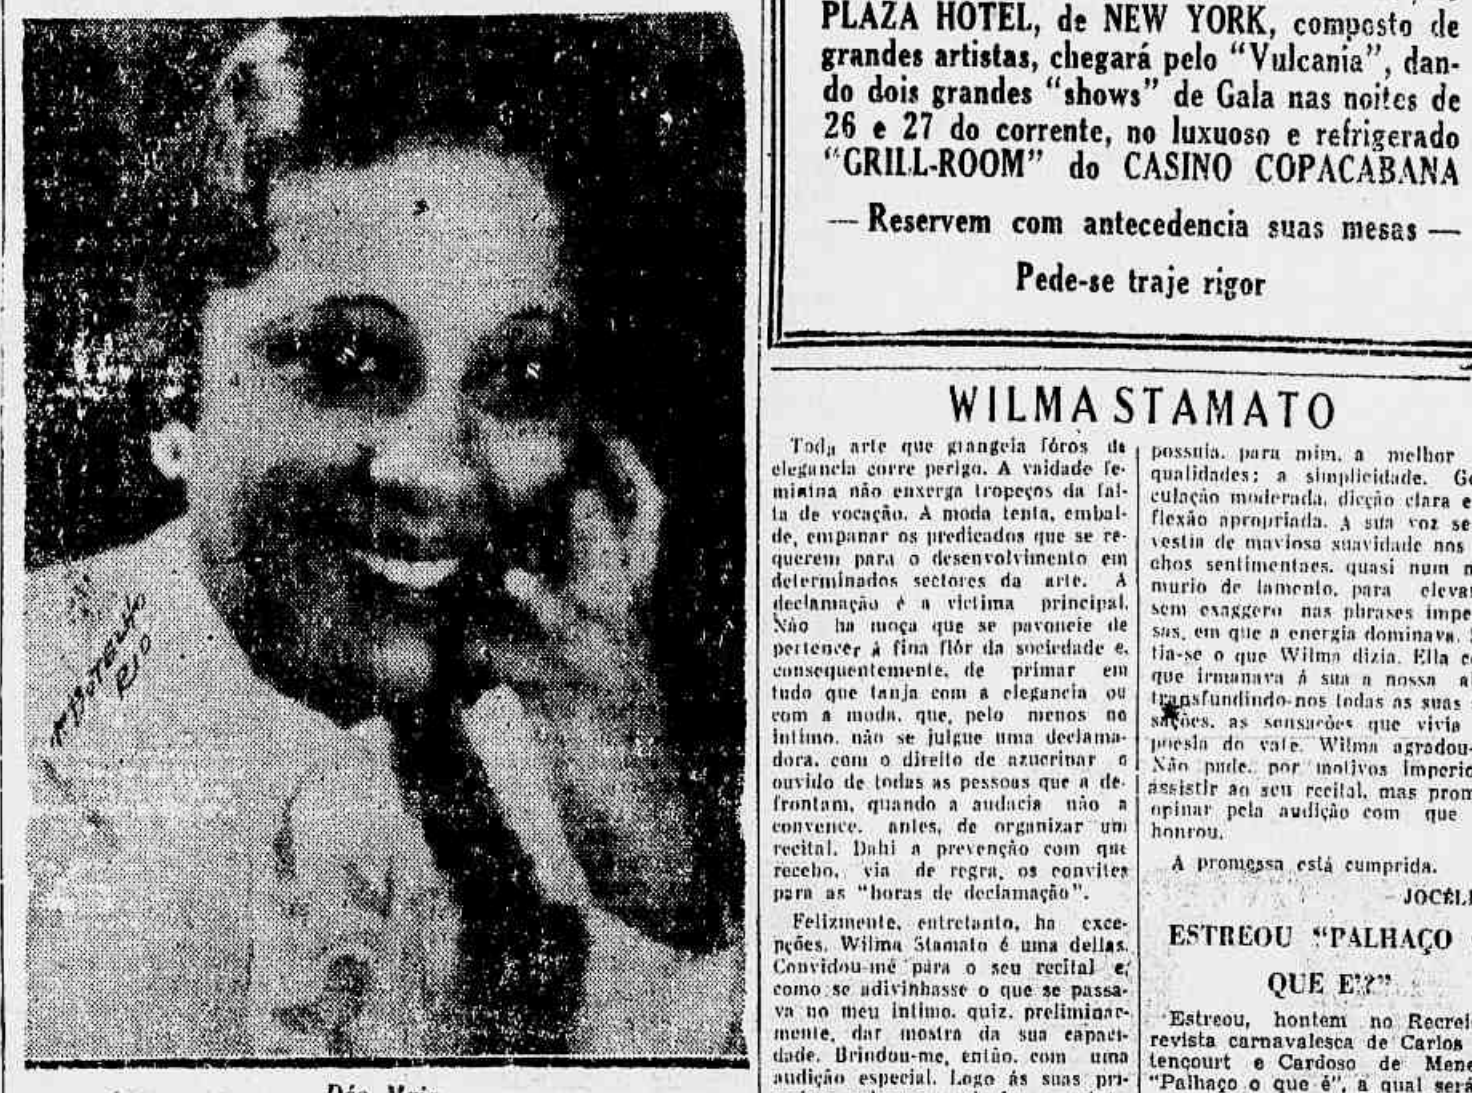 BOTELHO
RIO
PLAZA HOTEL, de NEW YORK, composto de
grandes artistas, chegará pelo “Vulcania”, dan-
do dois grandes “shows” de Gala nas noites de
26 e 27 do corrente, no luxuoso e refrigerado
“GRILL-ROOM” do CASINO COPACABANA
— Reservem com antecedencia suas mesas —
Pede-se traje rigor
WILMA STAMATO
Toda arte que grangeia fóros de
elegancia corre perigo. A vaidade fe-
minina não enxerga tropeços da fal-
ta de vocação. A moda tenta, embal-
de, empanar os predicados que se re-
querem para o desenvolvimento em
determinados sectores da arte. A
declamação é a victima principal.
Não ha moça que se pavoneie de
pertencer á fina flôr da sociedade e,
consequentemente, de primar em
tudo que tanja com a elegancia ou
com a moda, que, pelo menos no
intimo, não se julgue uma declama-
dora, com o direito de azucrinar o
ouvido de todas as pessoas que a de-
frontam, quando a audacia não a
convence, antes, de organizar um
recital. Dahi a prevenção com que
recebo, via de regra, os convites
para as “horas de declamação”.
Felizmente, entretanto, ha exce-
pções. Wilma Stamato é uma dellas.
Convidou-me para o seu recital e,
como se adivinhasse o que se passa-
va no meu intimo, quiz, preliminar-
mente, dar mostra da sua capaci-
dade. Brindou-me, então, com uma
audição especial. Logo ás suas pri-
possuia, para mim, a melhor
qualidades: a simplicidade. Ge
culação moderada, dicção clara e
flexão apropriada. A sua voz se
vestia de maviosa suavidade nos
chos sentimentaes, quasi num m
murio de lamento, para eleva
sem exaggero nas phrases impe
sas, em que a energia dominava. S
tia-se o que Wilma dizia. Ella c
que irmanava á sua a nossa a
transfundindo-nos todas as suas
sações, as sensações que vivia
poesia do vate. Wilma agradou-
Não pude, por motivos imperio
assistir ao seu recital, mas prom
opinar pela audição com que
honrou.
A promessa está cumprida.
JOCÉL
ESTREOU “PALHAÇO
QUE E'?”
Estreou, hontem no Recrei
revista carnavalesca de Carlos
tencourt e Cardoso de Mene
“Palhaço o que é”, a qual será